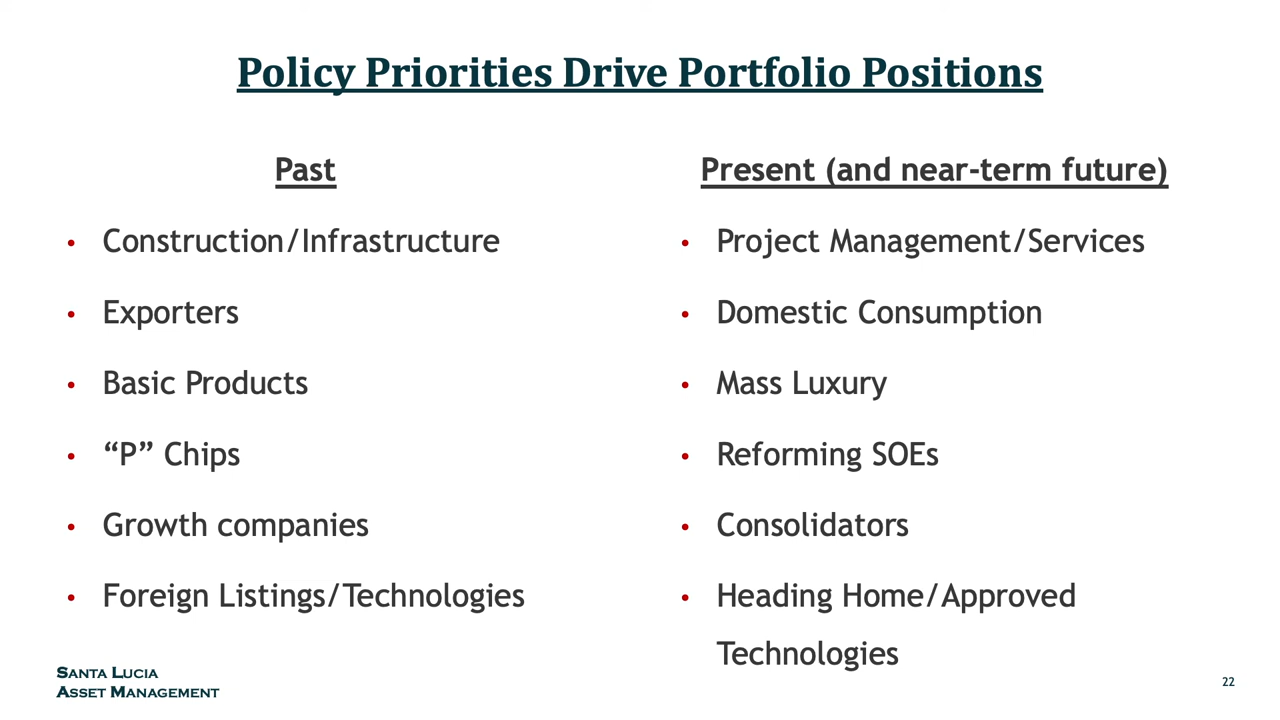 Policy Priorities Drive Portfolio Positions
Past
• Construction/Infrastructure
• Exporters
• Basic Products
• “P” Chips
• Growth companies
• Foreign Listings/Technologies
Present (and near-term future)
• Project Management/Services
• Domestic Consumption
• Mass Luxury
• Reforming SOEs
• Consolidators
• Heading Home/Approved
Technologies
SANTA LUCIA
ASSET MANAGEMENT
22